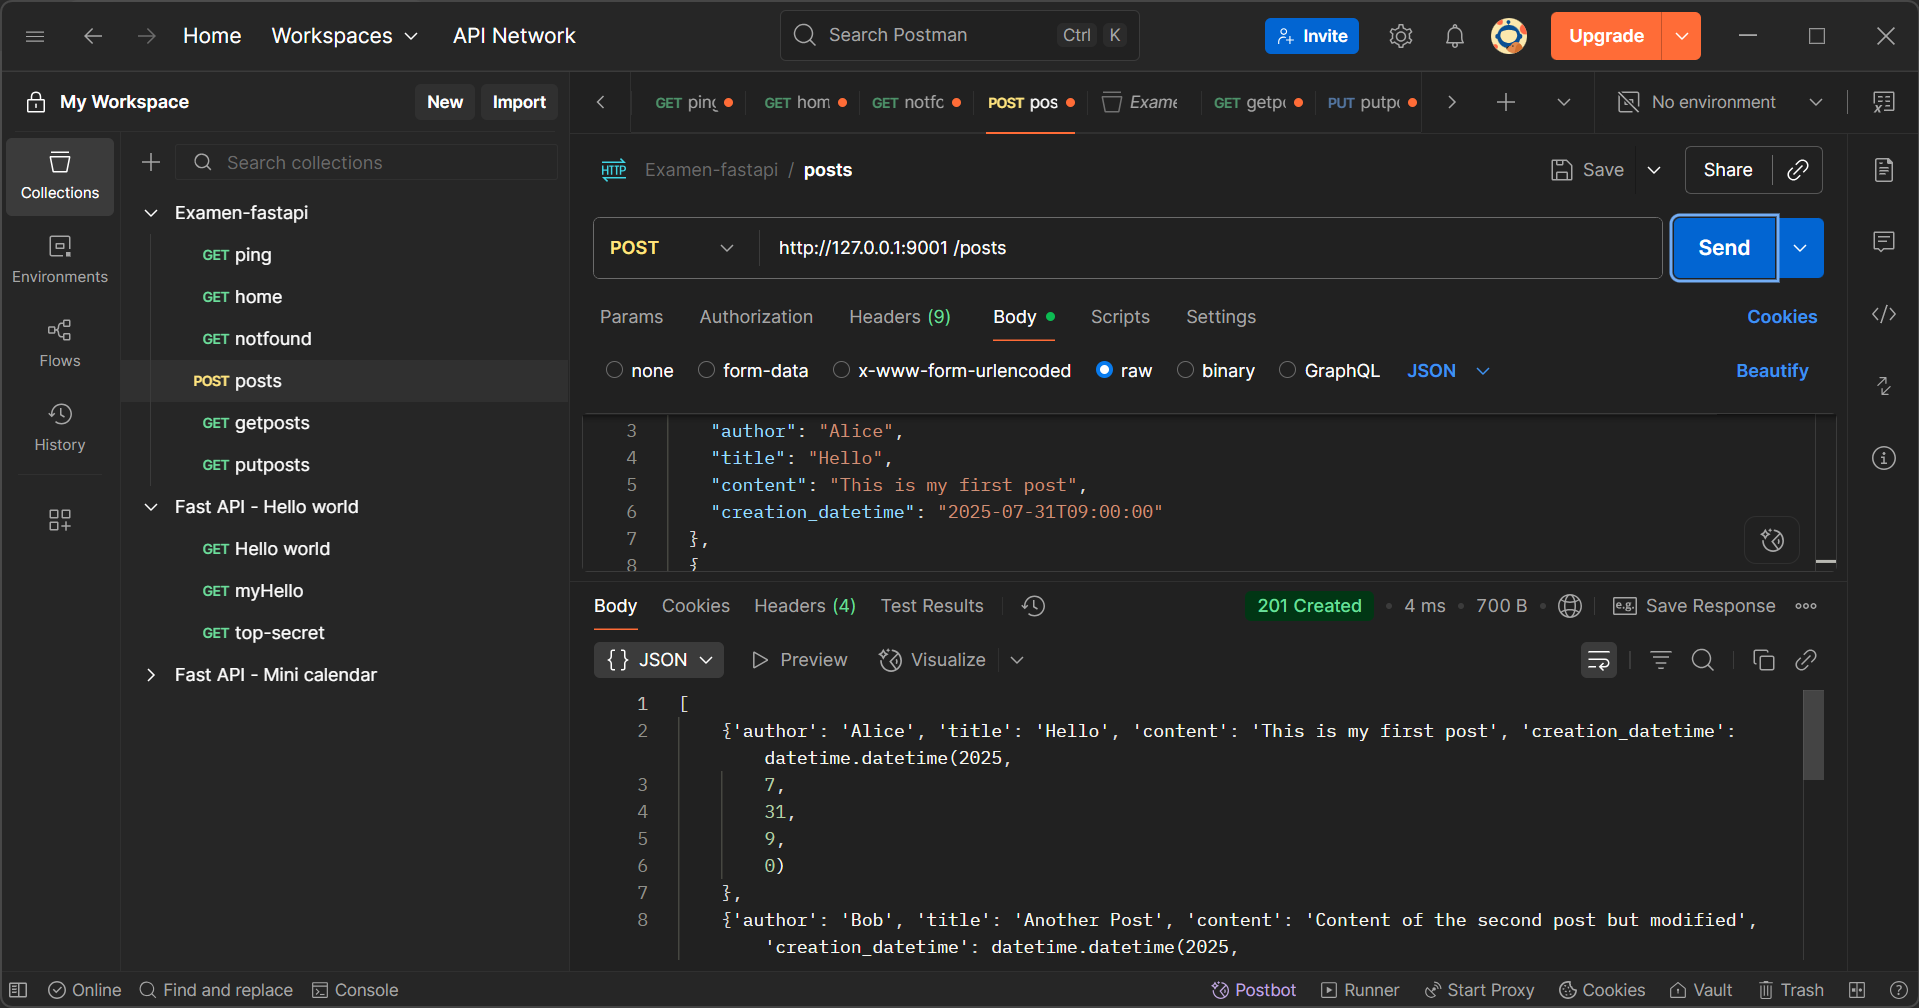 Home
Workspaces
API Network
Search Postman
Ctrl
K
Invite
Upgrade
My Workspace
New
Import
GET ping
GET hom
GET notfo
POST pos
Exame
GET getpo
PUT putpo
No environment
Collections
Environments
Flows
History
Search collections
Examen-fastapi
GET ping
GET home
GET notfound
POST posts
GET getposts
GET putposts
Fast API - Hello world
GET Hello world
GET myHello
GET top-secret
Fast API - Mini calendar
HTTP
Examen-fastapi / posts
Save
Share
POST
http://127.0.0.1:9001 /posts
Send
Params
Authorization
Headers (9)
Body
Scripts
Settings
Cookies
none
form-data
x-www-form-urlencoded
raw
binary
GraphQL
JSON
Beautify
3 "author": "Alice",
4 "title": "Hello",
5 "content": "This is my first post",
6 "creation_datetime": "2025-07-31T09:00:00"
7 },
8 {
Body
Cookies
Headers (4)
Test Results
201 Created
4 ms
700 B
e.g.
Save Response
{} JSON
Preview
Visualize
1 [
2 {'author': 'Alice', 'title': 'Hello', 'content': 'This is my first post', 'creation_datetime':
datetime.datetime(2025,
3 7,
4 31,
5 9,
6 0)
7 },
8 {'author': 'Bob', 'title': 'Another Post', 'content': 'Content of the second post but modified',
'creation_datetime': datetime.datetime(2025,
Online
Find and replace
Console
Postbot
Runner
Start Proxy
Cookies
Vault
Trash